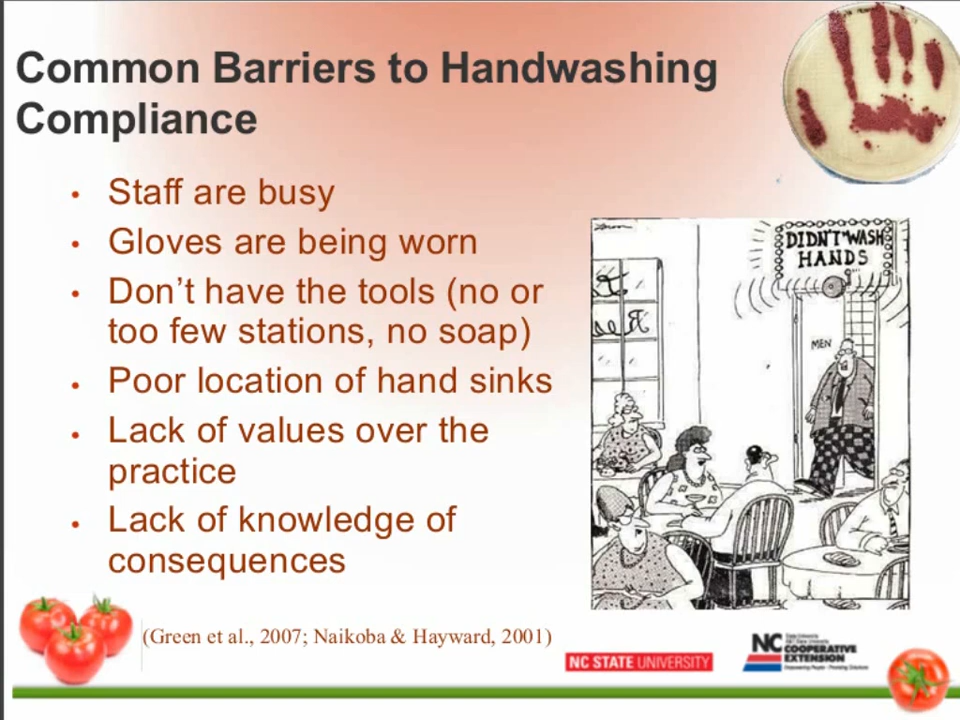 Common Barriers to Handwashing
Compliance
• Staff are busy
• Gloves are being worn
• Don't have the tools (no or
too few stations, no soap)
• Poor location of hand sinks
• Lack of values over the
practice
• Lack of knowledge of
consequences
DIDN'T WASH
HANDS
MEN
(Green et al., 2007; Naikoba & Hayward, 2001)
NC STATE UNIVERSITY
NC
COOPERATIVE
EXTENSION